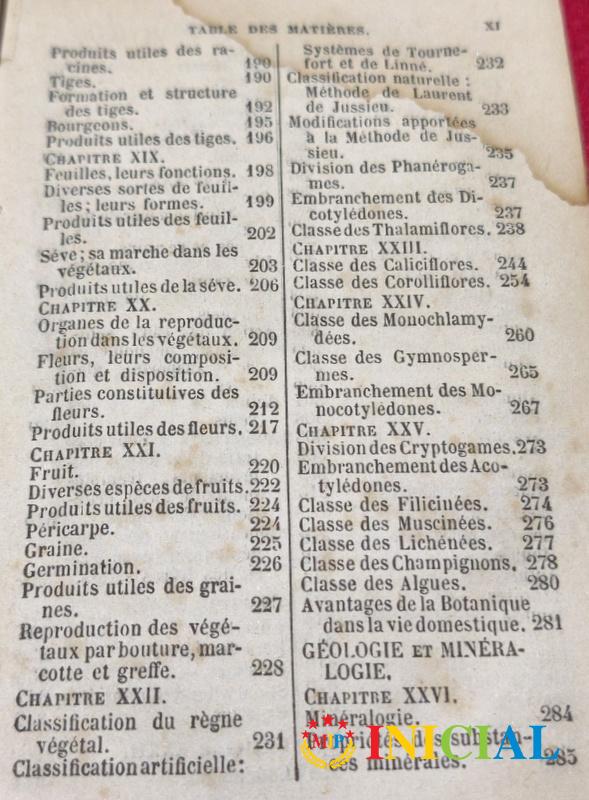 TABLE DES MATIÈRES.
XI
Produits utiles des ra-
cines. 190
Tiges. 190
Formation et structure
des tiges. 192
Bourgeons. 195
Produits utiles des tiges. 196
CHAPITRE XIX.
Feuilles, leurs fonctions. 198
Diverses sortes de feuil-
les; leurs formes. 199
Produits utiles des feuil-
les. 202
Séve; sa marche dans les
végétaux. 203
Produits utiles de la séve. 206
CHAPITRE XX.
Organes de la reproduc-
tion dans les végétaux. 209
Fleurs, leurs composi-
tion et disposition. 209
Parties constitutives des
fleurs. 212
Produits utiles des fleurs. 217
CHAPITRE XXI.
Fruit. 220
Diverses espèces de fruits. 222
Produits utiles des fruits. 224
Péricarpe. 224
Graine. 225
Germination. 226
Produits utiles des grai-
nes. 227
Reproduction des végé-
taux par bouture, mar-
cotte et greffe. 228
CHAPITRE XXII.
Classification du règne
végétal. 231
Classification artificielle:
Systèmes de Tourne-
fort et de Linné. 232
Classification naturelle:
Méthode de Laurent
de Jussieu. 233
Modifications apportées
à la Méthode de Jus-
sieu. 235
Division des Phanéroga-
mes. 237
Embranchement des Di-
cotylédones. 237
Classe des Thalamiflores. 238
CHAPITRE XXIII.
Classe des Caliciflores. 244
Classe des Corolliflores. 254
CHAPITRE XXIV.
Classe des Monochlamy-
dées. 260
Classe des Gymnosper-
mes. 265
Embranchement des Mo-
nocotylédones. 267
CHAPITRE XXV.
Division des Cryptogames. 273
Embranchement des Aco-
tylédones. 273
Classe des Filicinées. 274
Classe des Muscinées. 276
Classe des Lichénées. 277
Classe des Champignons. 278
Classe des Algues. 280
Avantages de la Botanique
dans la vie domestique. 281
GÉOLOGIE ET MINÉRA-
LOGIE.
CHAPITRE XXVI.
Minéralogie. 284
Propriétés des substan-
ces minérales. 285
MP INICIAL